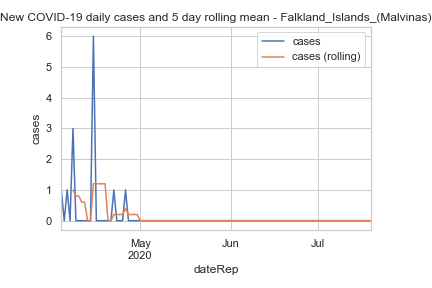 New COVID-19 daily cases and 5 day rolling mean - Falkland_Islands_(Malvinas)
cases
cases (rolling)
6
5
4
3
2
1
0
cases
May
2020
Jun
Jul
dateRep